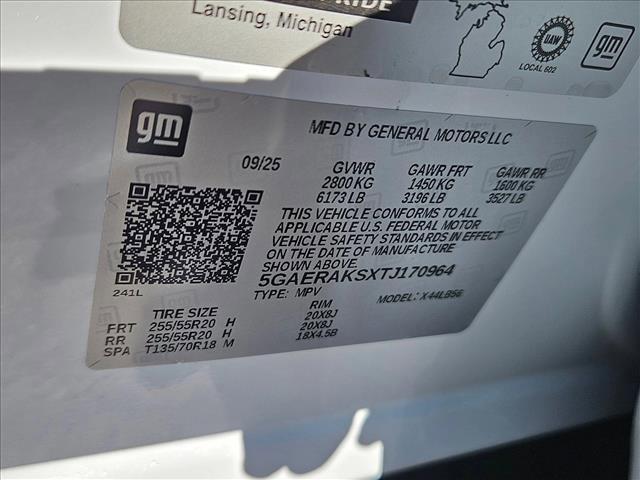 RIDE
Lansing, Michigan
UAW
LOCAL 602
gm
gm
MFD BY GENERAL MOTORS LLC
09/25 GVWR GAWR FRT GAWR RR
2800 KG 1450 KG 1600 KG
6173 LB 3196 LB 3527 LB
THIS VEHICLE CONFORMS TO ALL
APPLICABLE U.S. FEDERAL MOTOR
VEHICLE SAFETY STANDARDS IN EFFECT
ON THE DATE OF MANUFACTURE
SHOWN ABOVE.
5GAERAKSXTJ170964
TYPE: MPV MODEL: X44LB56
241L
TIRE SIZE RIM
FRT 255/55R20 H 20X8J
RR 255/55R20 H 20X8J
SPA T135/70R18 M 18X4.5B